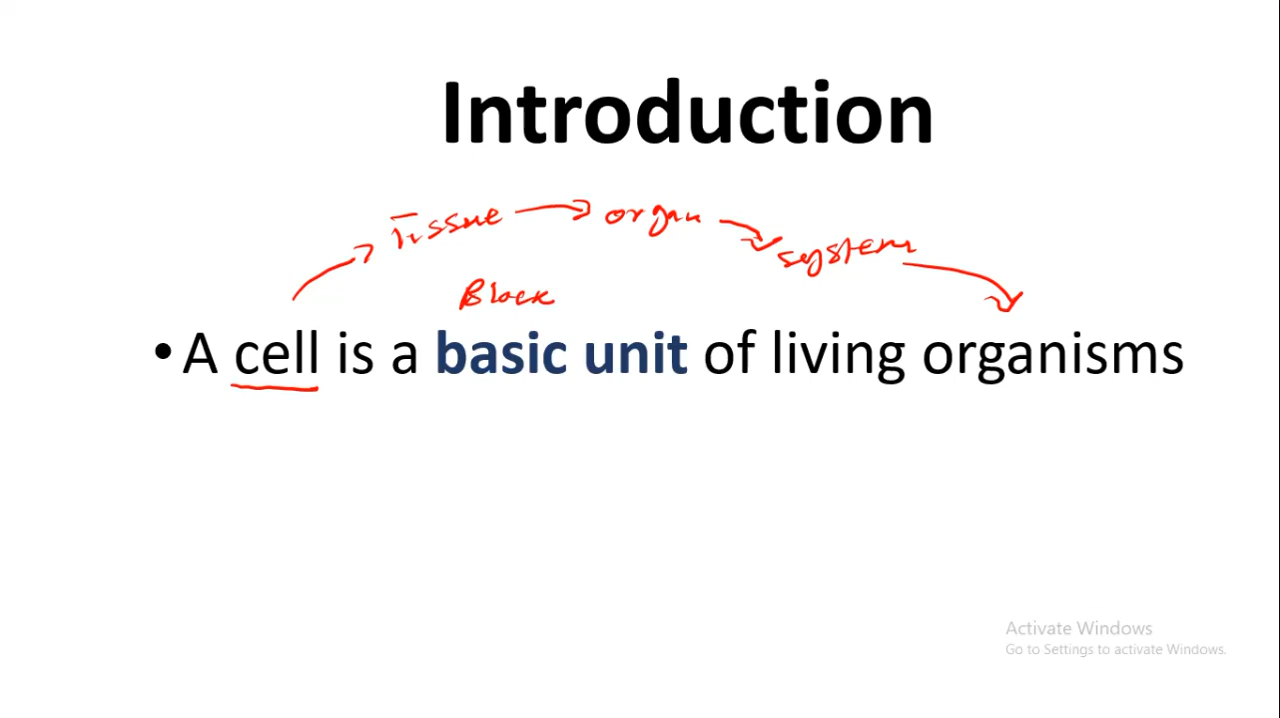 Introduction
Tissue organ system
Block
• A cell is a basic unit of living organisms
Activate Windows
Go to Settings to activate Windows.